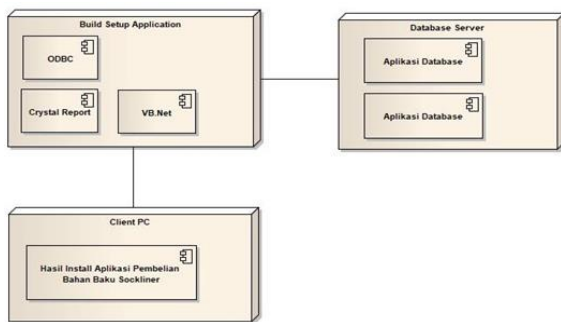 Build Setup Application
ODBC
Crystal Report
VB.Net
Database Server
Aplikasi Database
Aplikasi Database
Client PC
Hasil Install Aplikasi Pembelian
Bahan Baku Sockliner